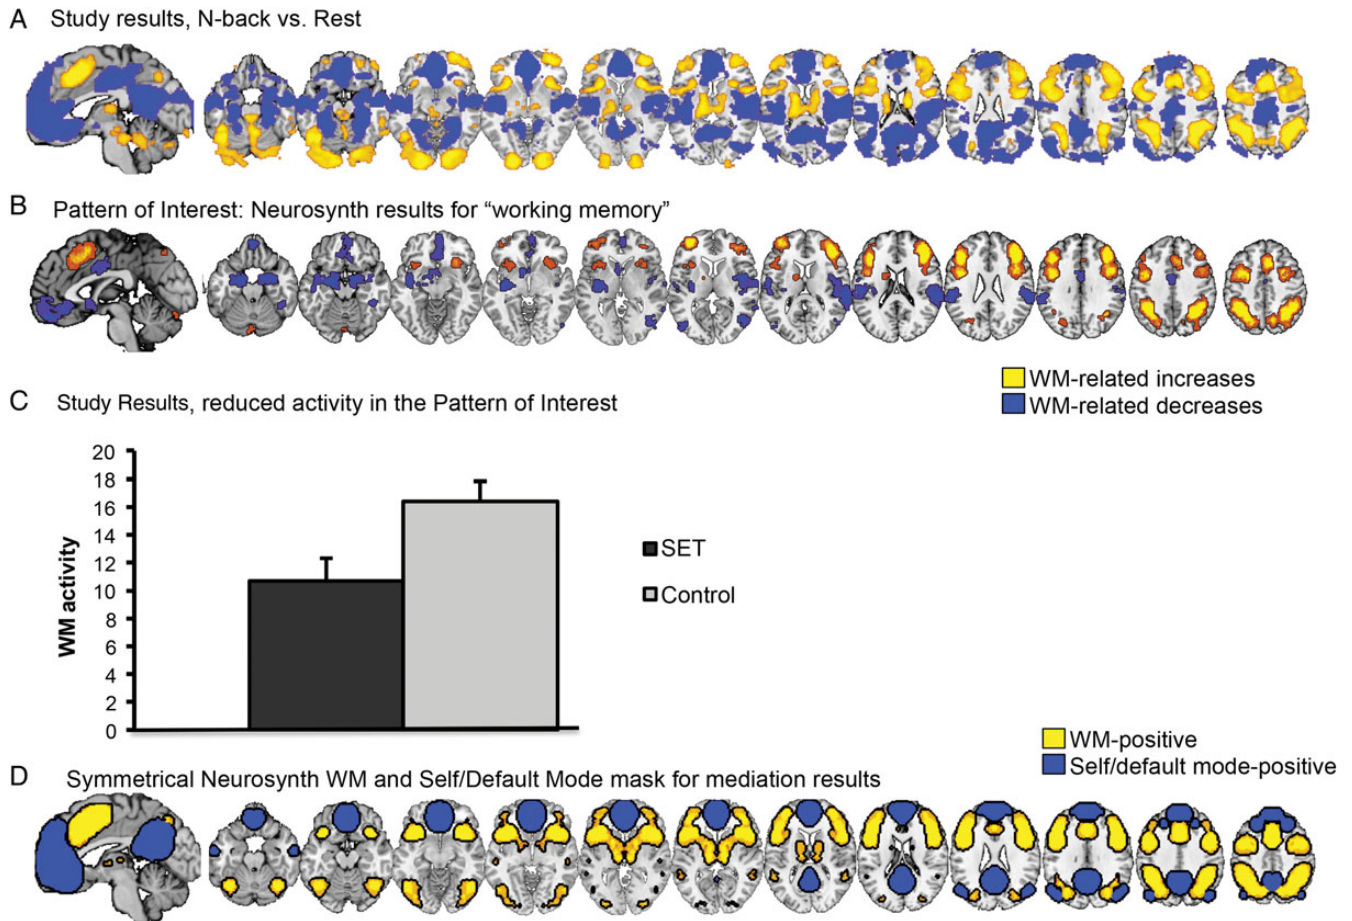 A Study results, N-back vs. Rest
B Pattern of Interest: Neurosynth results for “working memory”
WM-related increases
WM-related decreases
C Study Results, reduced activity in the Pattern of Interest
20
18
16
14
12
10
8
6
4
2
0
WM activity
SET
Control
WM-positive
Self/default mode-positive
D Symmetrical Neurosynth WM and Self/Default Mode mask for mediation results